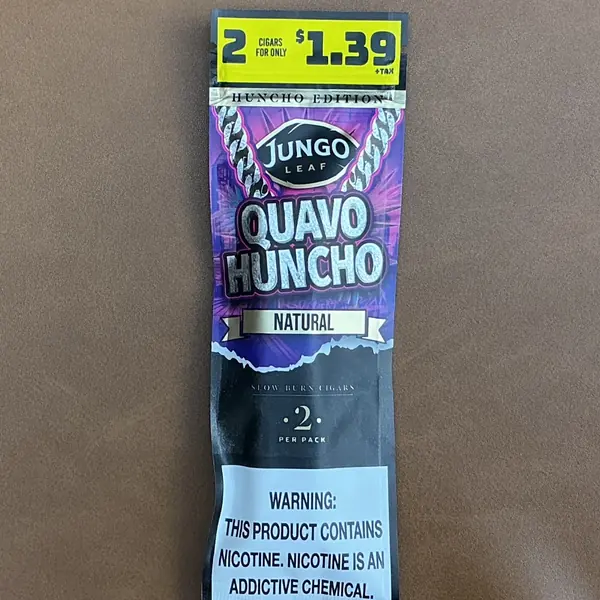 2 CIGARS FOR ONLY $1.39 +TAX
HUNCHO EDITION
JUNGO
LEAF
QUAVO
HUNCHO
NATURAL
SLOW BURN CIGARS
·2·
PER PACK
WARNING:
THIS PRODUCT CONTAINS
NICOTINE. NICOTINE IS AN
ADDICTIVE CHEMICAL.